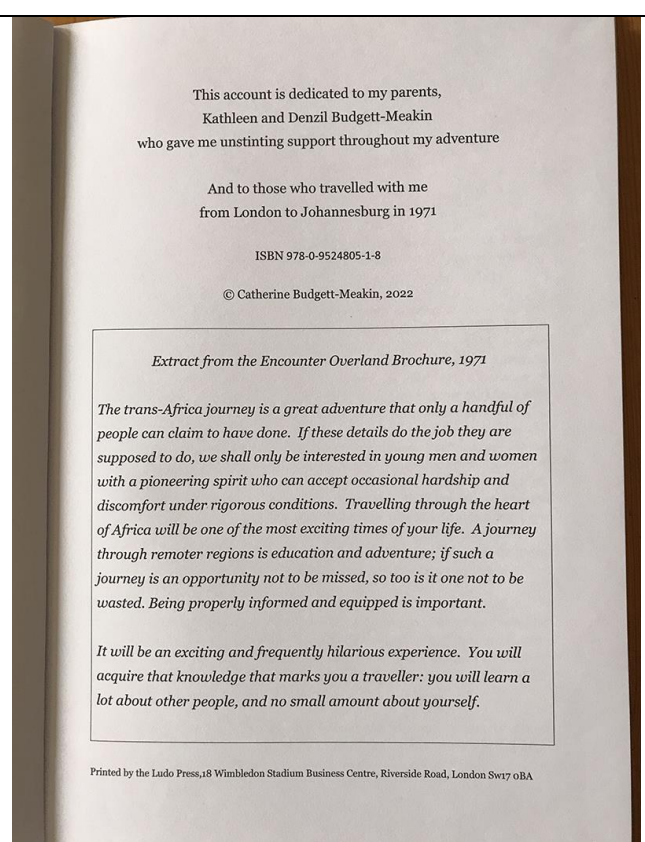 This account is dedicated to my parents,
Kathleen and Denzil Budgett-Meakin
who gave me unstinting support throughout my adventure
And to those who travelled with me
from London to Johannesburg in 1971
ISBN 978-0-9524805-1-8
© Catherine Budgett-Meakin, 2022
Extract from the Encounter Overland Brochure, 1971
The trans-Africa journey is a great adventure that only a handful of
people can claim to have done. If these details do the job they are
supposed to do, we shall only be interested in young men and women
with a pioneering spirit who can accept occasional hardship and
discomfort under rigorous conditions. Travelling through the heart
of Africa will be one of the most exciting times of your life. A journey
through remoter regions is education and adventure; if such a
journey is an opportunity not to be missed, so too is it one not to be
wasted. Being properly informed and equipped is important.
It will be an exciting and frequently hilarious experience. You will
acquire that knowledge that marks you a traveller: you will learn a
lot about other people, and no small amount about yourself.
Printed by the Ludo Press,18 Wimbledon Stadium Business Centre, Riverside Road, London Sw17 0BA